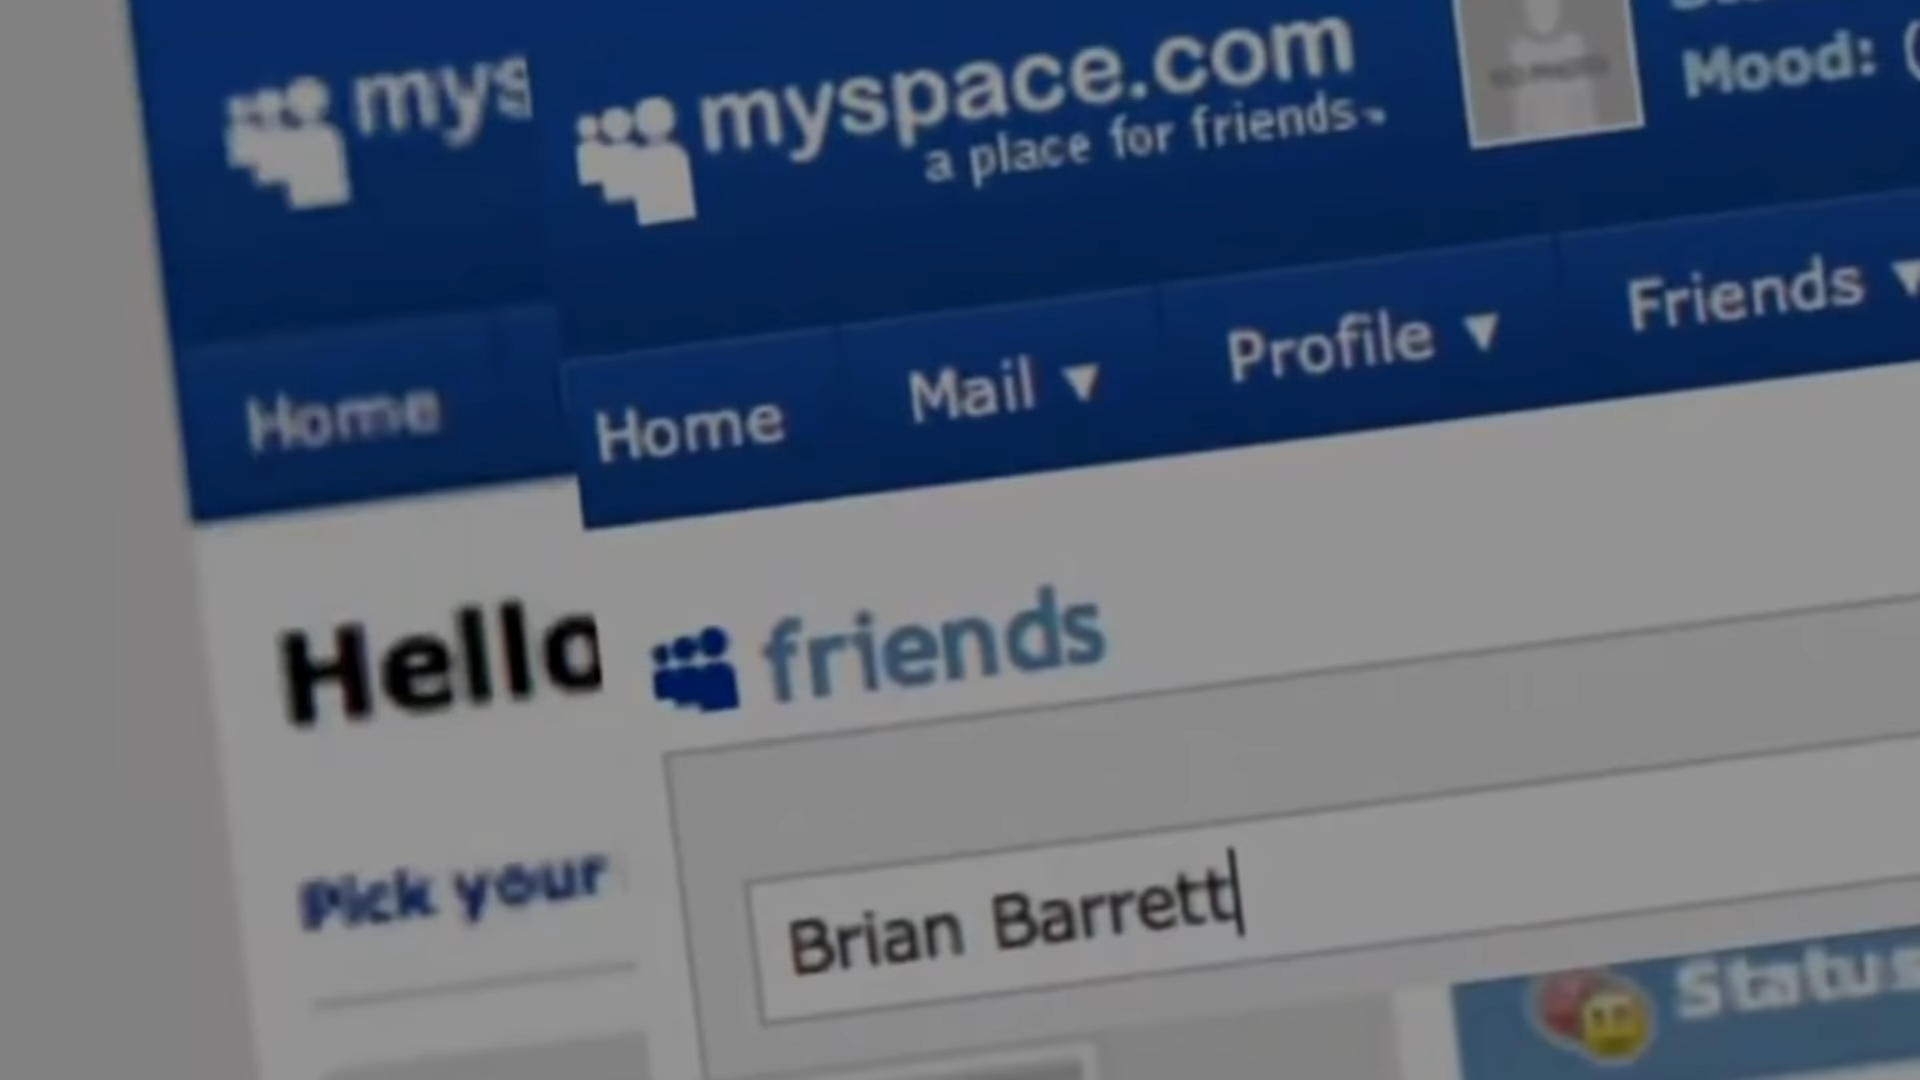 mys
myspace.com
a place for friends
Mood:
Home
Home
Mail ▼
Profile ▼
Friends ▼
Hello
friends
Pick your
Brian Barrett
Status